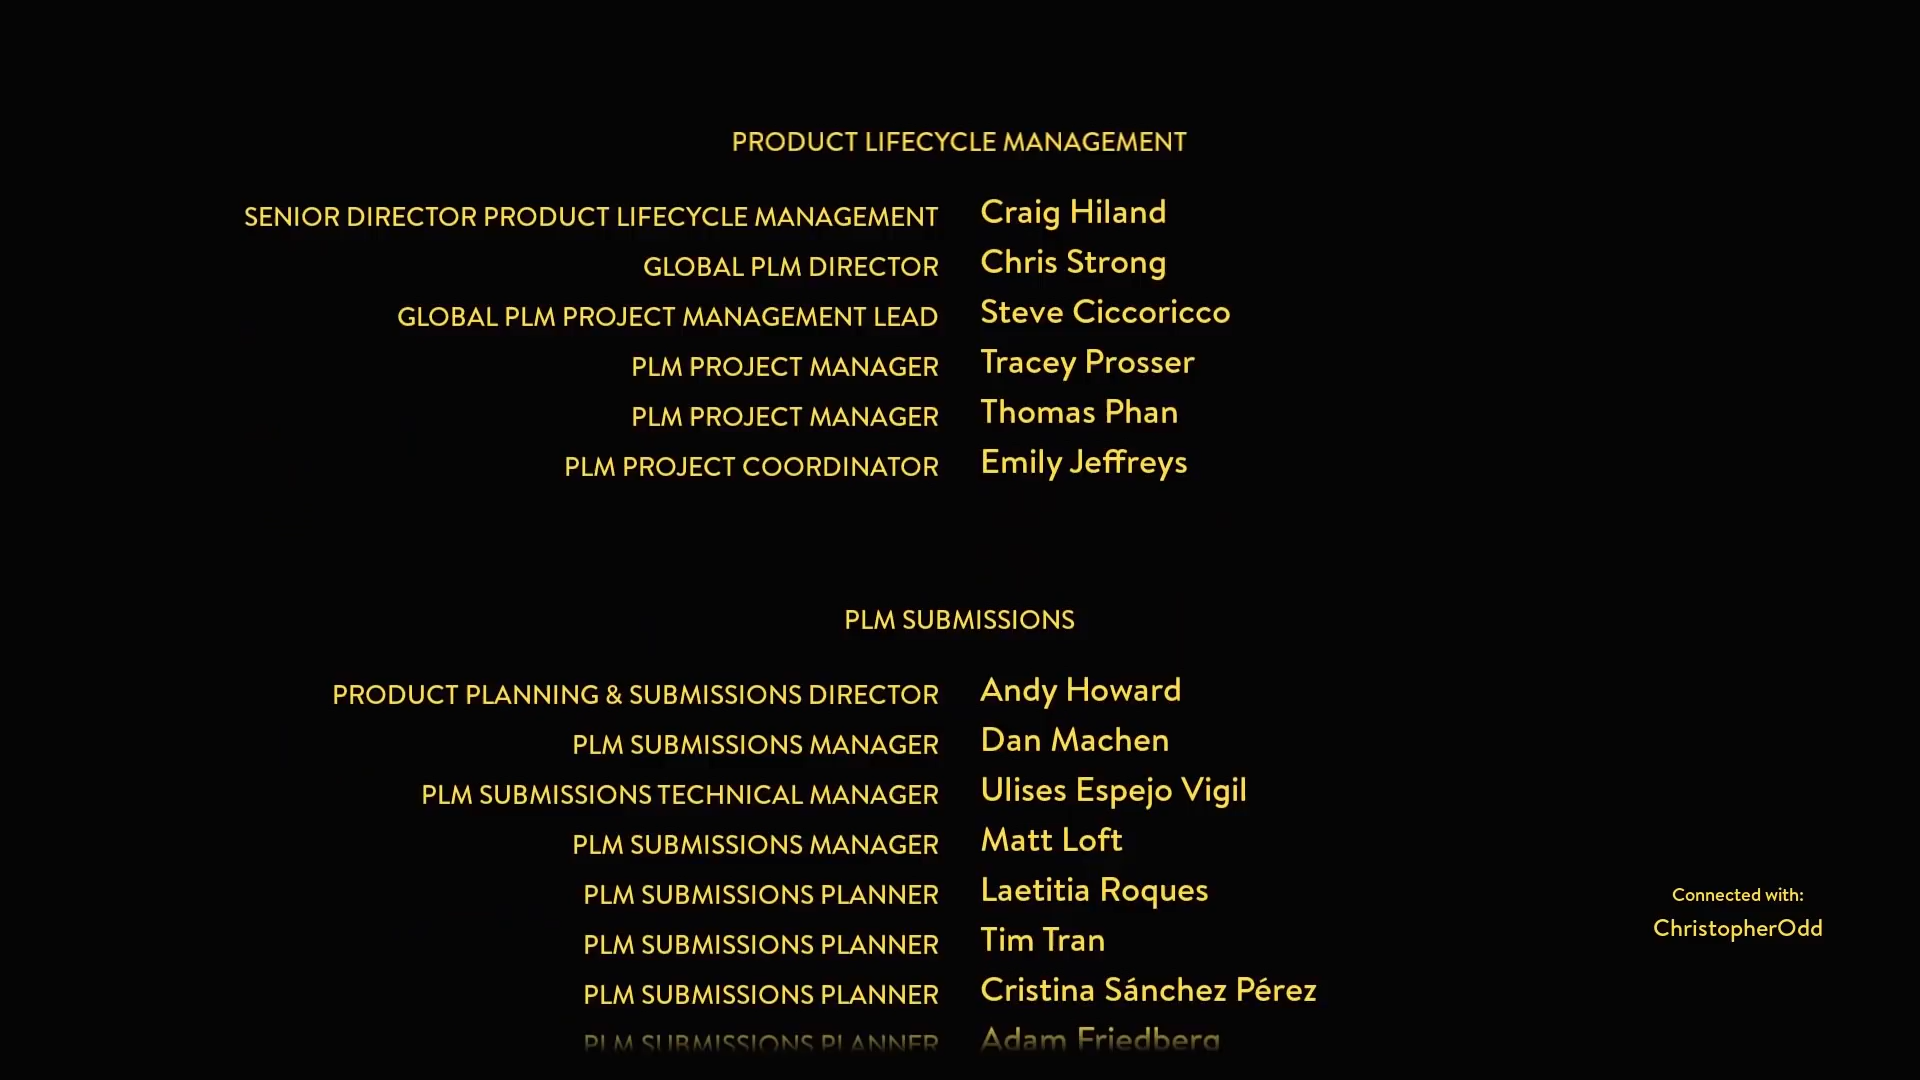 PRODUCT LIFECYCLE MANAGEMENT
SENIOR DIRECTOR PRODUCT LIFECYCLE MANAGEMENT Craig Hiland
GLOBAL PLM DIRECTOR Chris Strong
GLOBAL PLM PROJECT MANAGEMENT LEAD Steve Ciccoricco
PLM PROJECT MANAGER Tracey Prosser
PLM PROJECT MANAGER Thomas Phan
PLM PROJECT COORDINATOR Emily Jeffreys
PLM SUBMISSIONS
PRODUCT PLANNING & SUBMISSIONS DIRECTOR Andy Howard
PLM SUBMISSIONS MANAGER Dan Machen
PLM SUBMISSIONS TECHNICAL MANAGER Ulises Espejo Vigil
PLM SUBMISSIONS MANAGER Matt Loft
PLM SUBMISSIONS PLANNER Laetitia Roques
PLM SUBMISSIONS PLANNER Tim Tran
PLM SUBMISSIONS PLANNER Cristina Sánchez Pérez
PLM SUBMISSIONS PLANNER Adam Friedberg
Connected with:
ChristopherOdd